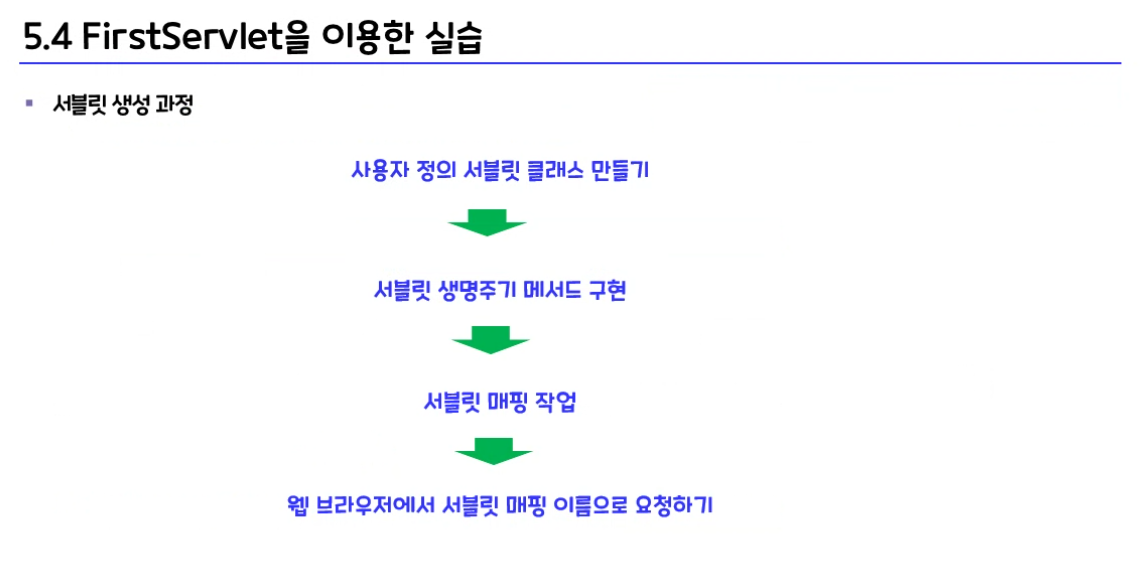 5.4 FirstServlet을 이용한 실습
서블릿 생성 과정
사용자 정의 서블릿 클래스 만들기
서블릿 생명주기 메서드 구현
서블릿 매핑 작업
웹 브라우저에서 서블릿 매핑 이름으로 요청하기